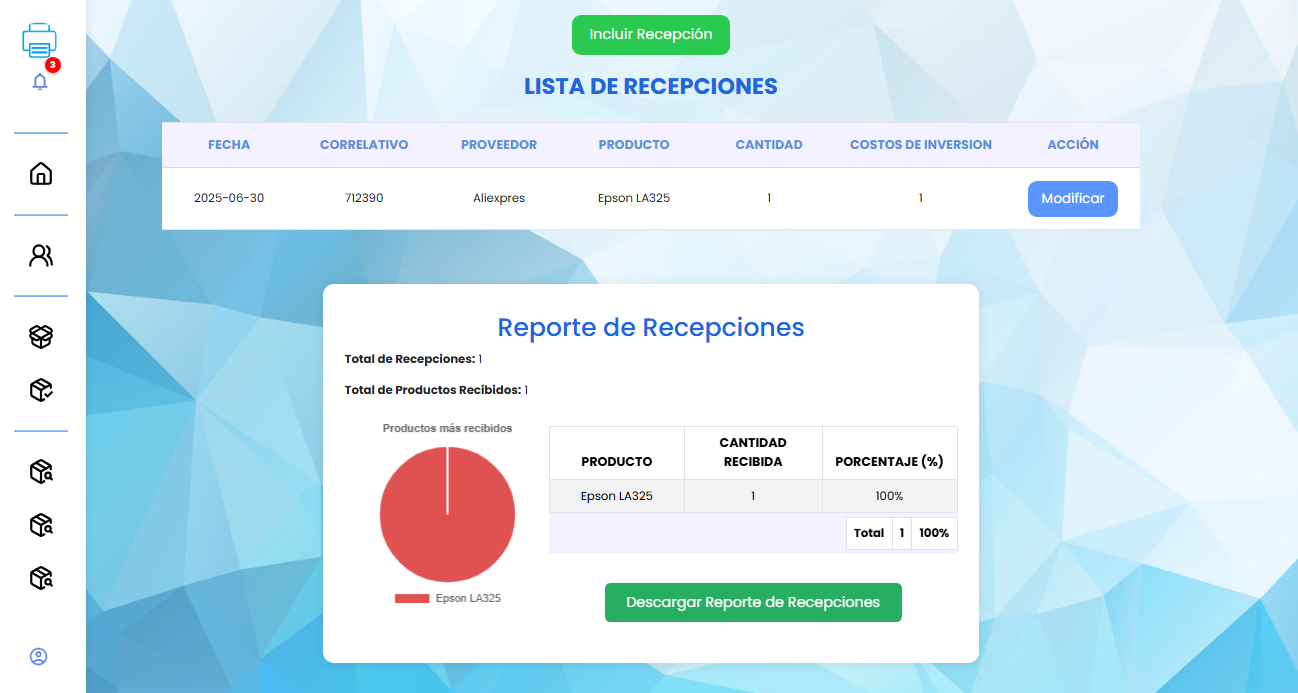 Incluir Recepción
3
LISTA DE RECEPCIONES
FECHA CORRELATIVO PROVEEDOR PRODUCTO CANTIDAD COSTOS DE INVERSION ACCIÓN
2025-06-30 712390 Aliexpres Epson LA325 1 1 Modificar
Reporte de Recepciones
Total de Recepciones: 1
Total de Productos Recibidos: 1
Productos más recibidos
Epson LA325
PRODUCTO CANTIDAD RECIBIDA PORCENTAJE (%)
Epson LA325 1 100%
Total 1 100%
Descargar Reporte de Recepciones